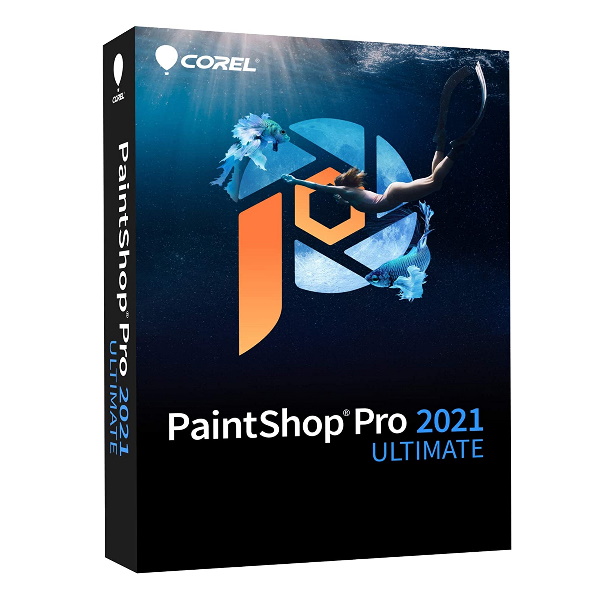 COREL®
PaintShop® Pro 2021
ULTIMATE
COREL
PaintShop® Pro 2021
ULTIMATE